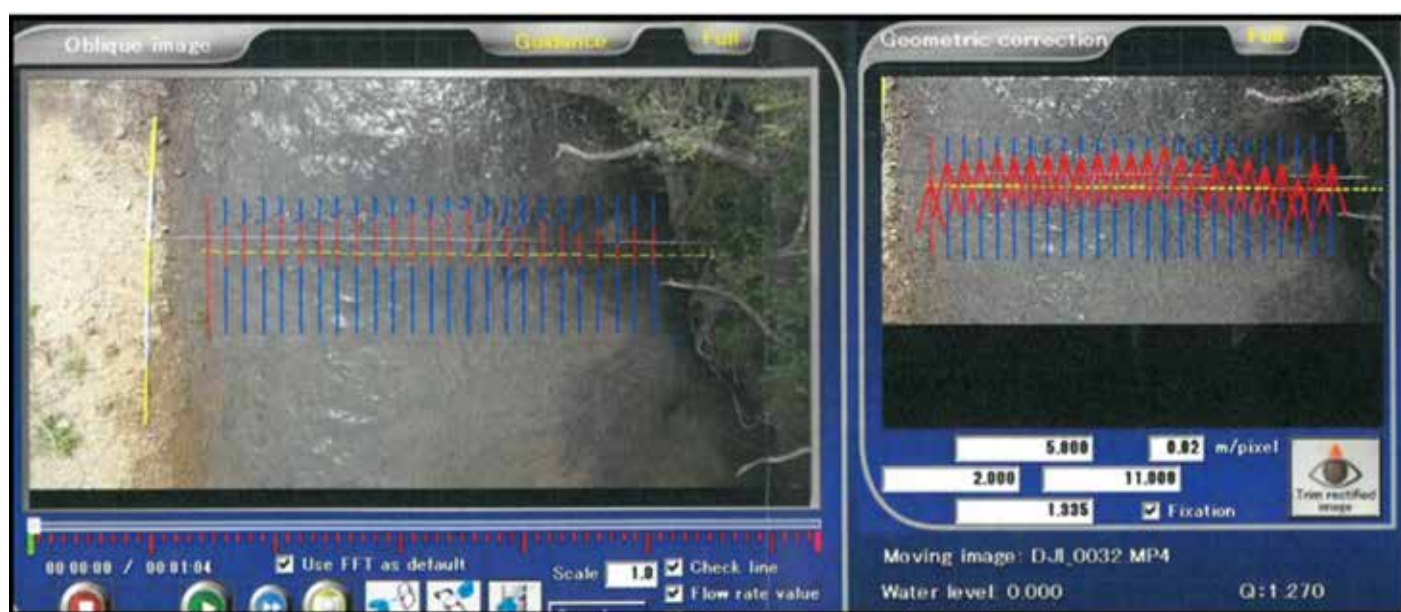 Oblique image
Guidance
Full
Geometric correction
Full
5.000
0.02 m/pixel
2.000
11.000
1.335
Fixation
Trim rectified
image
00:00:00 / 00:01:04
Use FFT as default
Scale 1.0
Check line
Flow rate value
Moving image: DJI_0032.MP4
Water level: 0.000
Q:1.270